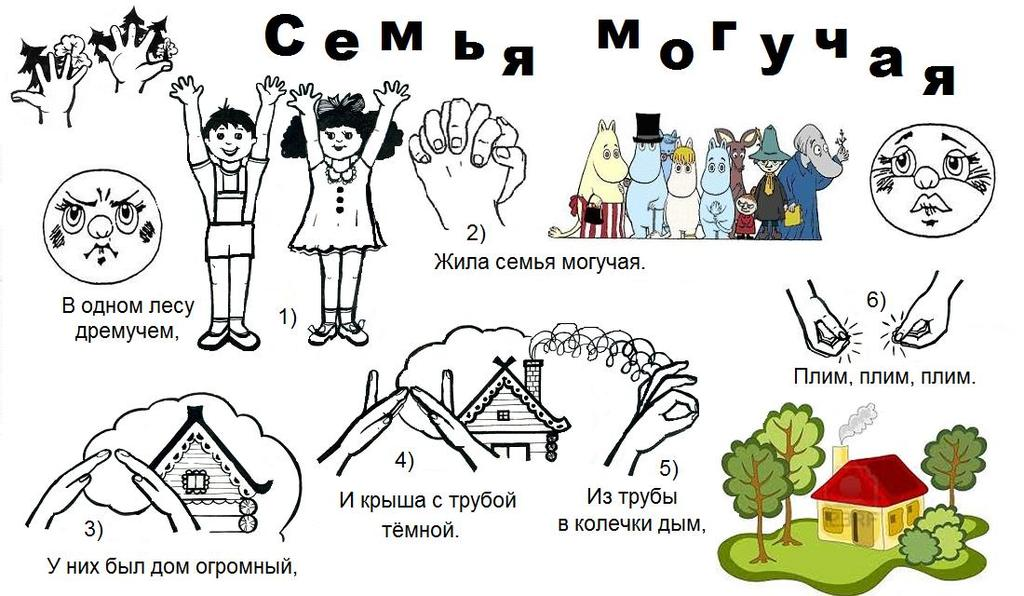 Семья могучая
В одном лесу
дремучем,
1)
2)
Жила семья могучая.
3)
У них был дом огромный,
4)
И крыша с трубой
тёмной.
5)
Из трубы
в колечки дым,
6)
Плим, плим, плим.